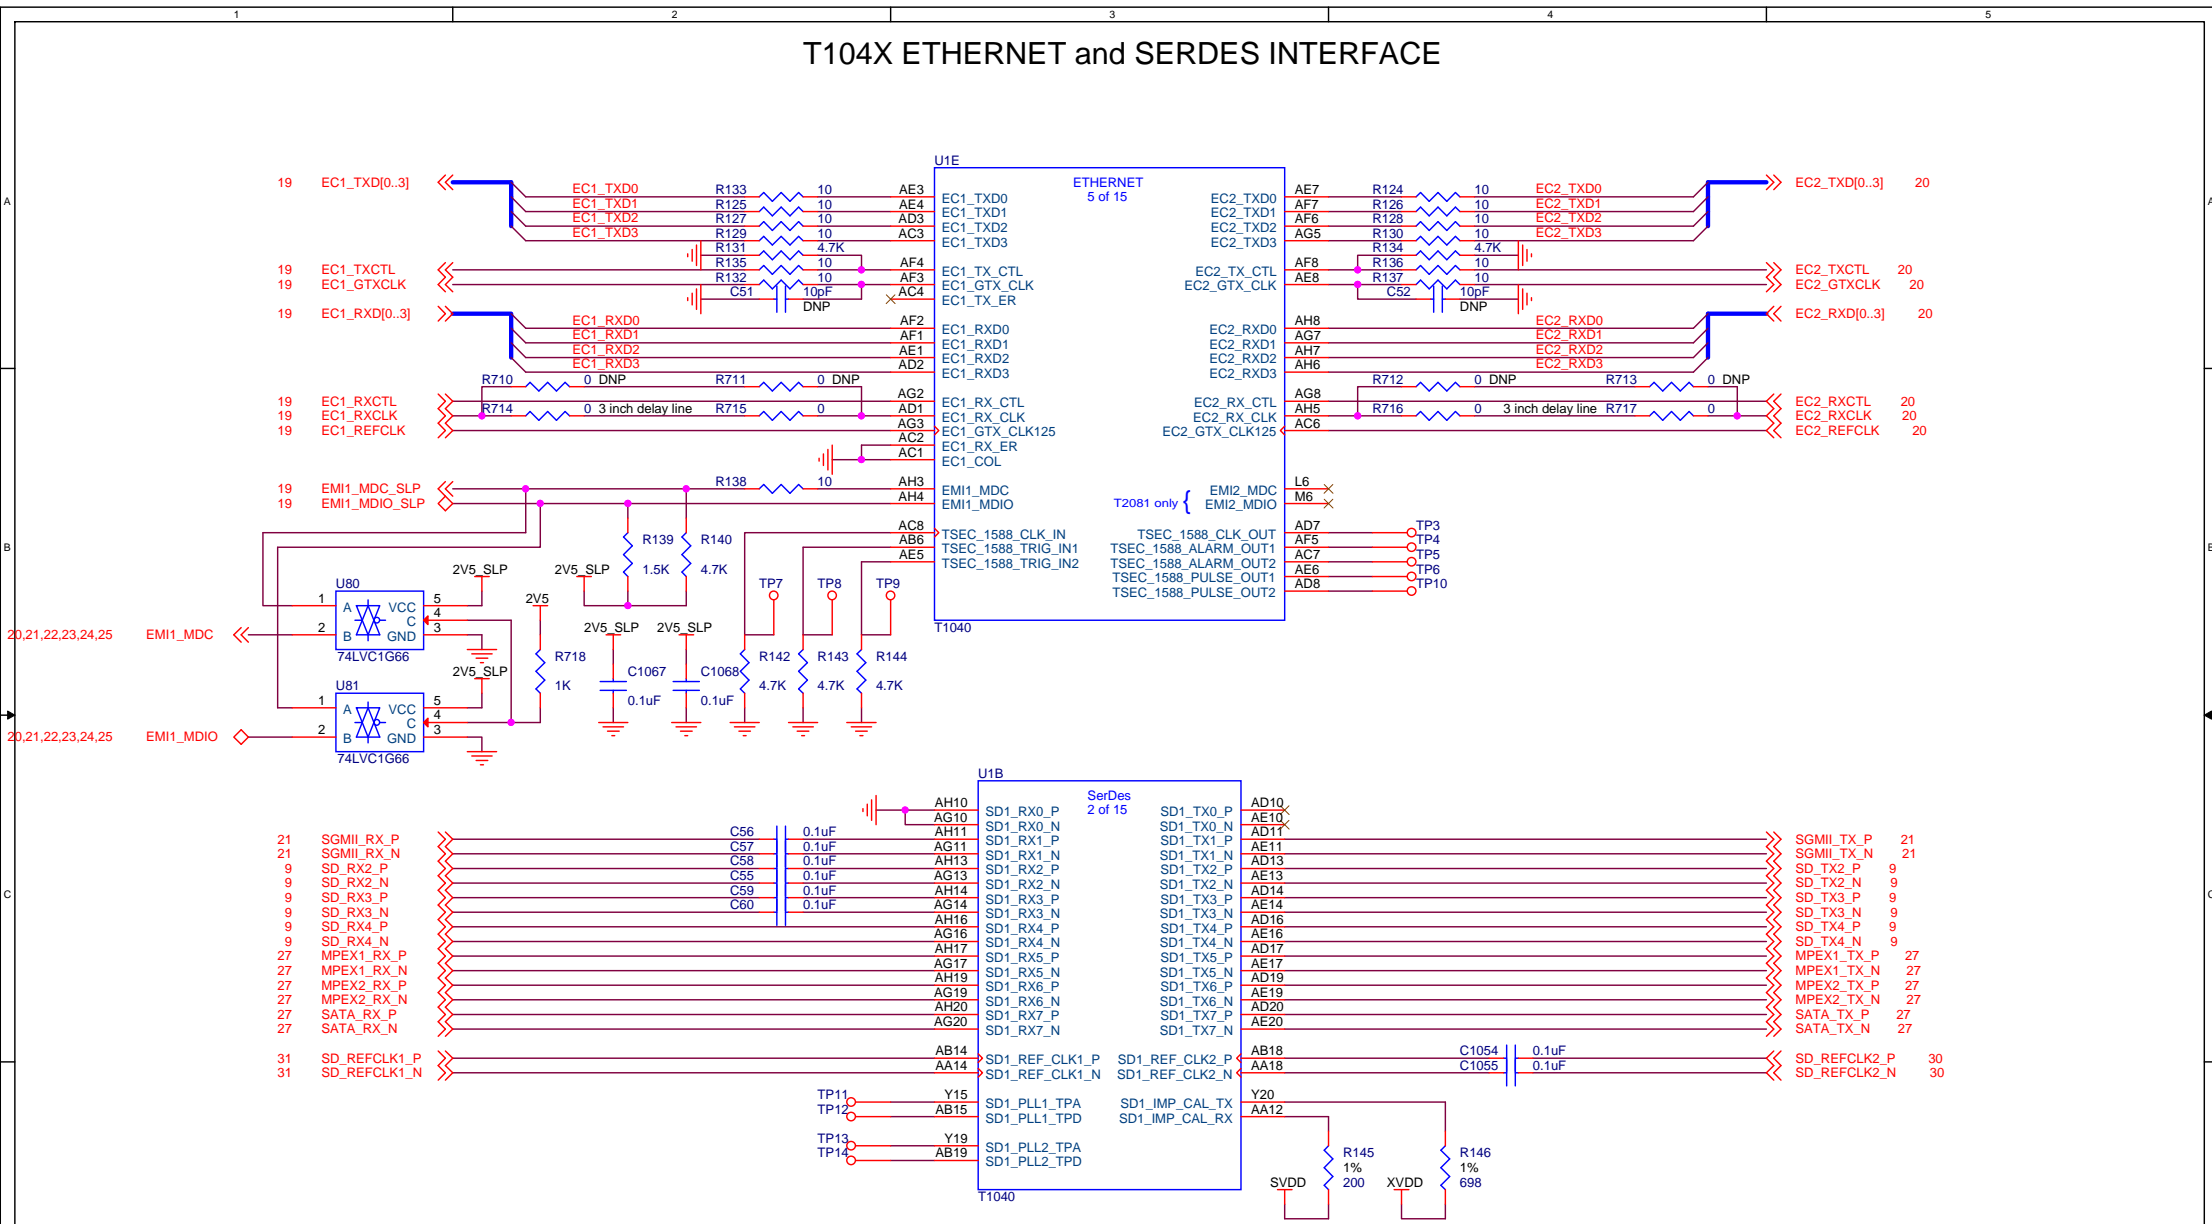 1 2 3 4 5
T104X ETHERNET and SERDES INTERFACE
A
A
B
B
C
C
U1E
ETHERNET
5 of 15
19 EC1_TXD[0..3]
EC1_TXD0 R133 10 AE3 EC1_TXD0
EC1_TXD1 R125 10 AE4 EC1_TXD1
EC1_TXD2 R127 10 AD3 EC1_TXD2
EC1_TXD3 R129 10 AC3 EC1_TXD3
R131 4.7K
19 EC1_TXCTL R135 10 AF4 EC1_TX_CTL
19 EC1_GTXCLK R132 10 AF3 EC1_GTX_CLK
C51 10pF DNP AC4 EC1_TX_ER
19 EC1_RXD[0..3]
EC1_RXD0 AF2 EC1_RXD0
EC1_RXD1 AF1 EC1_RXD1
EC1_RXD2 AE1 EC1_RXD2
EC1_RXD3 AD2 EC1_RXD3
R710 0 DNP R711 0 DNP
19 EC1_RXCTL AG2 EC1_RX_CTL
19 EC1_RXCLK R714 0 3 inch delay line R715 0 AD1 EC1_RX_CLK
19 EC1_REFCLK AG3 EC1_GTX_CLK125
AC2 EC1_RX_ER
AC1 EC1_COL
19 EMI1_MDC_SLP R138 10 AH3 EMI1_MDC
19 EMI1_MDIO_SLP AH4 EMI1_MDIO
AC8 TSEC_1588_CLK_IN
AB6 TSEC_1588_TRIG_IN1
AE5 TSEC_1588_TRIG_IN2
EC2_TXD0 AE7 R124 10 EC2_TXD0
EC2_TXD[0..3] 20
EC2_TXD1 AF7 R126 10 EC2_TXD1
EC2_TXD2 AF6 R128 10 EC2_TXD2
EC2_TXD3 AG5 R130 10 EC2_TXD3
R134 4.7K
EC2_TX_CTL AF8 R136 10 EC2_TXCTL 20
EC2_GTX_CLK AE8 R137 10 EC2_GTXCLK 20
C52 10pF DNP
EC2_RXD[0..3] 20
EC2_RXD0 AH8 EC2_RXD0
EC2_RXD1 AG7 EC2_RXD1
EC2_RXD2 AH7 EC2_RXD2
EC2_RXD3 AH6 EC2_RXD3
R712 0 DNP R713 0 DNP
EC2_RX_CTL AG8 EC2_RXCTL 20
EC2_RX_CLK AH5 R716 0 3 inch delay line R717 0 EC2_RXCLK 20
EC2_GTX_CLK125 AC6 EC2_REFCLK 20
T2081 only {
EMI2_MDC L6
EMI2_MDIO M6
TSEC_1588_CLK_OUT AD7 TP3
TSEC_1588_ALARM_OUT1 AF5 TP4
TSEC_1588_ALARM_OUT2 AC7 TP5
TSEC_1588_PULSE_OUT1 AE6 TP6
TSEC_1588_PULSE_OUT2 AD8 TP10
T1040
R139 1.5K
R140 4.7K
2V5_SLP
TP7 TP8 TP9
R142 4.7K
R143 4.7K
R144 4.7K
2V5_SLP C1067 0.1uF
2V5_SLP C1068 0.1uF
2V5 R718 1K
U80
2V5_SLP
1 A VCC 5
C 4
2 B GND 3
74LVC1G66
20,21,22,23,24,25 EMI1_MDC
U81
2V5_SLP
1 A VCC 5
C 4
2 B GND 3
74LVC1G66
20,21,22,23,24,25 EMI1_MDIO
U1B
SerDes
2 of 15
AH10 SD1_RX0_P
AG10 SD1_RX0_N
21 SGMII_RX_P C56 0.1uF AH11 SD1_RX1_P
21 SGMII_RX_N C57 0.1uF AG11 SD1_RX1_N
9 SD_RX2_P C58 0.1uF AH13 SD1_RX2_P
9 SD_RX2_N C55 0.1uF AG13 SD1_RX2_N
9 SD_RX3_P C59 0.1uF AH14 SD1_RX3_P
9 SD_RX3_N C60 0.1uF AG14 SD1_RX3_N
9 SD_RX4_P AH16 SD1_RX4_P
9 SD_RX4_N AG16 SD1_RX4_N
27 MPEX1_RX_P AH17 SD1_RX5_P
27 MPEX1_RX_N AG17 SD1_RX5_N
27 MPEX2_RX_P AH19 SD1_RX6_P
27 MPEX2_RX_N AG19 SD1_RX6_N
27 SATA_RX_P AH20 SD1_RX7_P
27 SATA_RX_N AG20 SD1_RX7_N
31 SD_REFCLK1_P AB14 SD1_REF_CLK1_P
31 SD_REFCLK1_N AA14 SD1_REF_CLK1_N
TP11 Y15 SD1_PLL1_TPA
TP12 AB15 SD1_PLL1_TPD
TP13 Y19 SD1_PLL2_TPA
TP14 AB19 SD1_PLL2_TPD
SD1_TX0_P AD10
SD1_TX0_N AE10
SD1_TX1_P AD11 SGMII_TX_P 21
SD1_TX1_N AE11 SGMII_TX_N 21
SD1_TX2_P AD13 SD_TX2_P 9
SD1_TX2_N AE13 SD_TX2_N 9
SD1_TX3_P AD14 SD_TX3_P 9
SD1_TX3_N AE14 SD_TX3_N 9
SD1_TX4_P AD16 SD_TX4_P 9
SD1_TX4_N AE16 SD_TX4_N 9
SD1_TX5_P AD17 MPEX1_TX_P 27
SD1_TX5_N AE17 MPEX1_TX_N 27
SD1_TX6_P AD19 MPEX2_TX_P 27
SD1_TX6_N AE19 MPEX2_TX_N 27
SD1_TX7_P AD20 SATA_TX_P 27
SD1_TX7_N AE20 SATA_TX_N 27
SD1_REF_CLK2_P AB18 C1054 0.1uF SD_REFCLK2_P 30
SD1_REF_CLK2_N AA18 C1055 0.1uF SD_REFCLK2_N 30
SD1_IMP_CAL_TX Y20
SD1_IMP_CAL_RX AA12
T1040
SVDD R145 1% 200
XVDD R146 1% 698